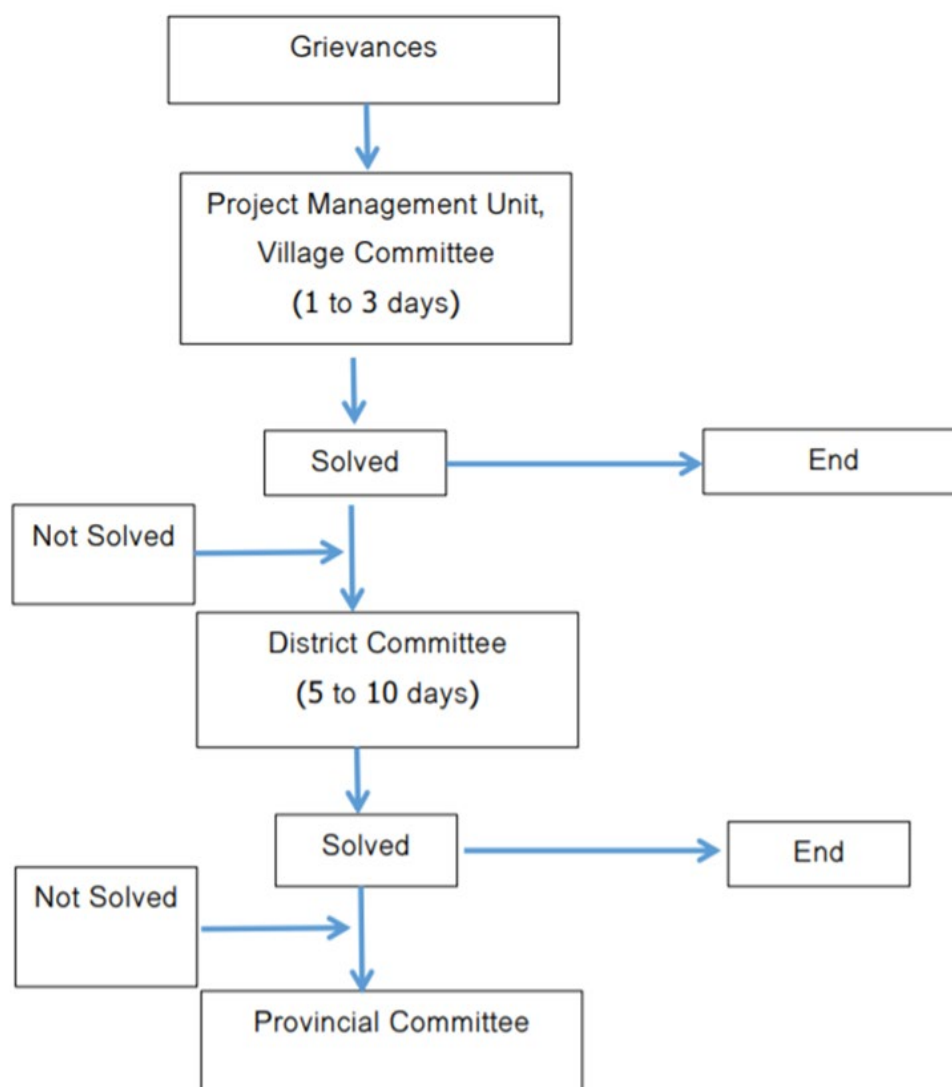 Grievances
Project Management Unit,
Village Committee
(1 to 3 days)
Solved
End
Not Solved
District Committee
(5 to 10 days)
Solved
End
Not Solved
Provincial Committee